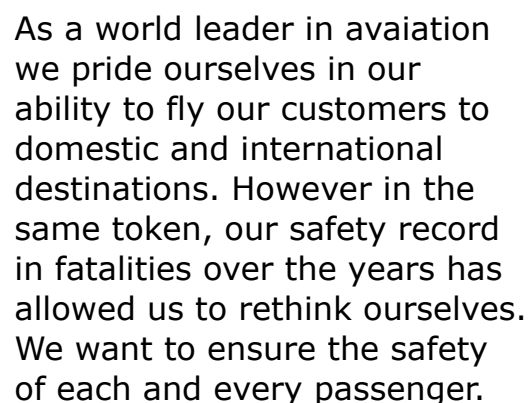 As a world leader in avaiation
we pride ourselves in our
ability to fly our customers to
domestic and international
destinations. However in the
same token, our safety record
in fatalities over the years has
allowed us to rethink ourselves.
We want to ensure the safety
of each and every passenger.